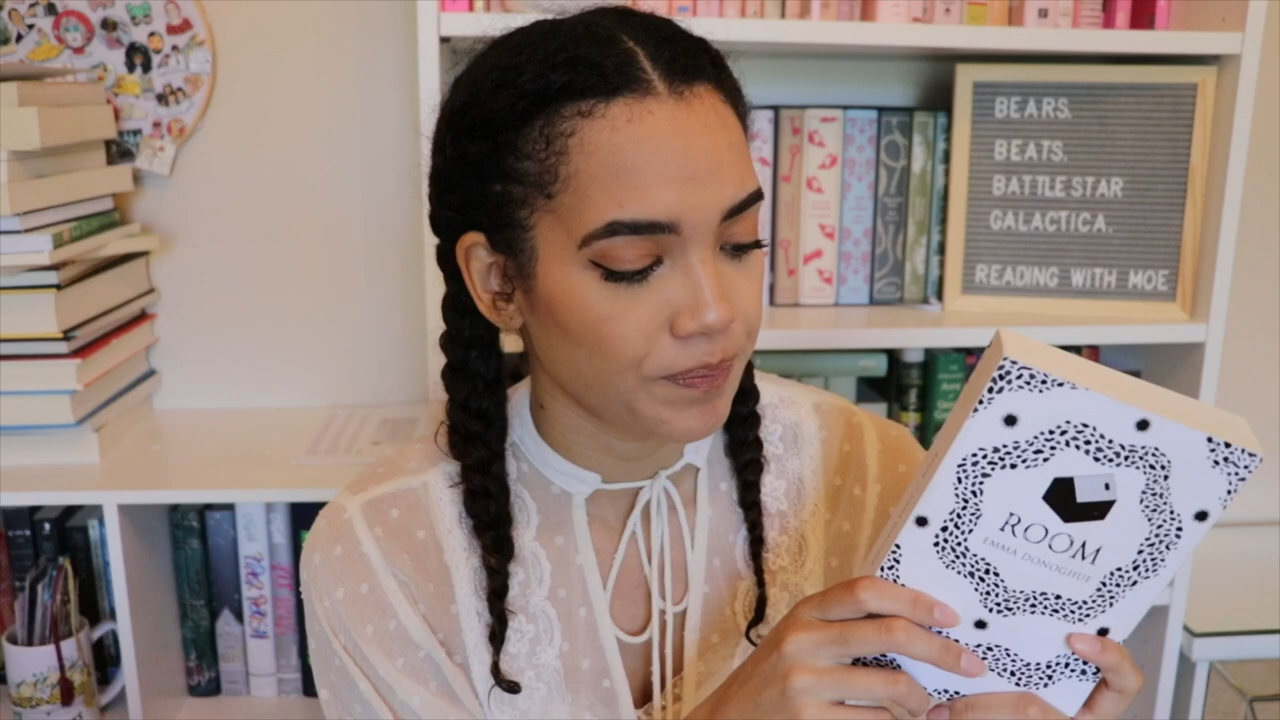 BEARS.
BEATS.
BATTLESTAR
GALACTICA.
READING WITH MOE
ROOM
EMMA DONOGHUE